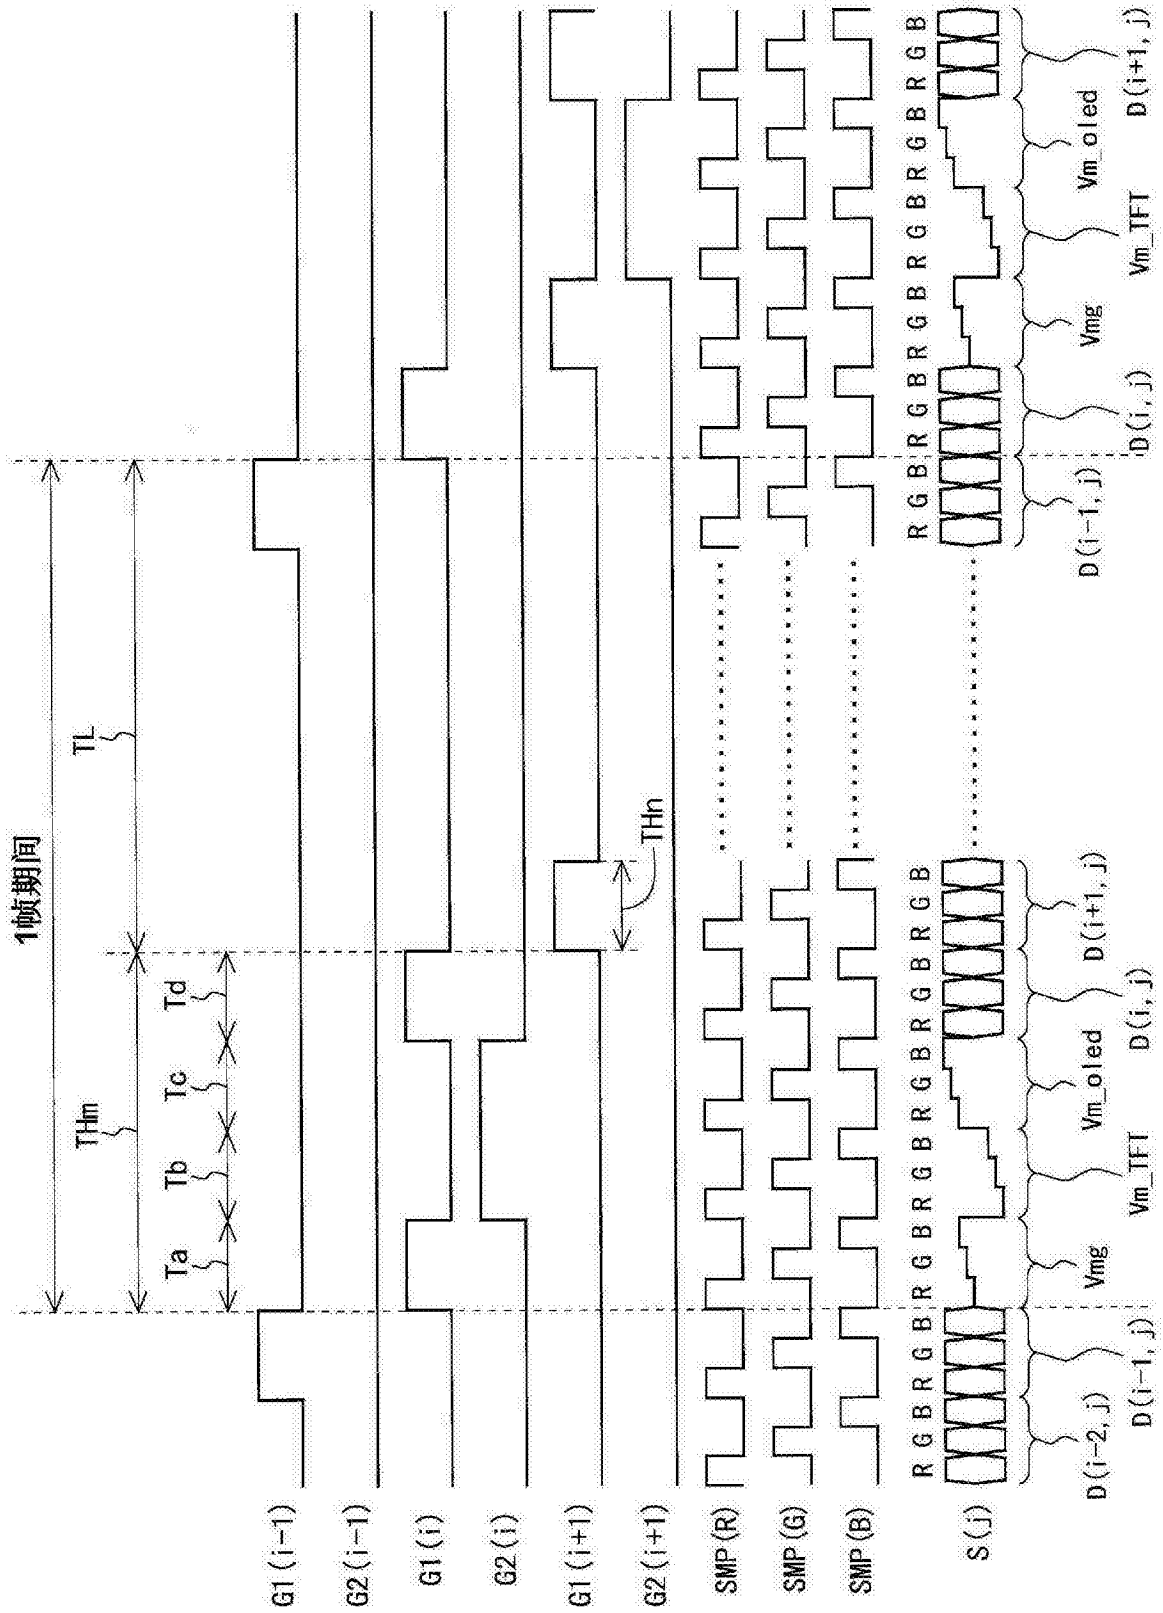 1帧期间
THm TL
Ta Tb Tc Td
G1(i-1)
G2(i-1)
G1(i)
G2(i)
G1(i+1)
THn
G2(i+1)
SMP(R)
SMP(G)
SMP(B)
R G B R G B R G B R G B R G B R G B R G B R G B R G B R G B R G B R G B R G B
S(j)
D(i-2,j) Vmg Vm_oled D(i+1,j) D(i-1,j) Vmg Vm_oled
D(i-1,j) Vm_TFT D(i,j) D(i,j) Vm_TFT D(i+1,j)